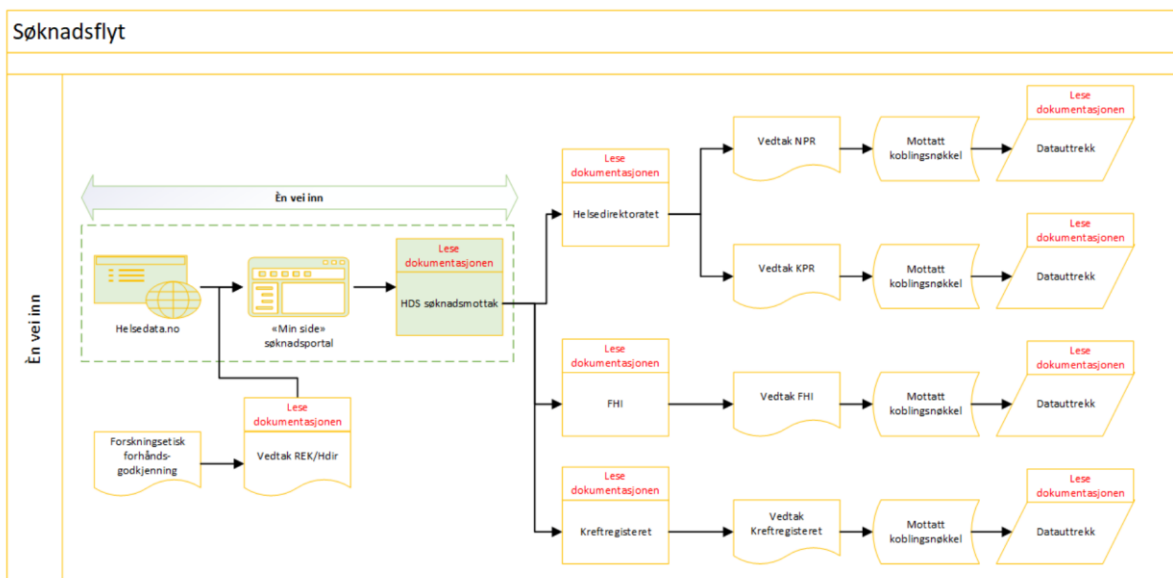 Søknadsflyt
Èn vei inn
Èn vei inn
Helsedata.no
«Min side»
søknadsportal
Lese
dokumentasjonen
HDS søknadsmottak
Forskningsetisk
forhånds-
godkjenning
Lese
dokumentasjonen
Vedtak REK/Hdir
Lese
dokumentasjonen
Helsedirektoratet
Vedtak NPR
Mottatt
koblingsnøkkel
Lese
dokumentasjonen
Datauttrekk
Vedtak KPR
Mottatt
koblingsnøkkel
Lese
dokumentasjonen
Datauttrekk
Lese
dokumentasjonen
FHI
Vedtak FHI
Mottatt
koblingsnøkkel
Lese
dokumentasjonen
Datauttrekk
Lese
dokumentasjonen
Kreftregisteret
Vedtak
Kreftregisteret
Mottatt
koblingsnøkkel
Lese
dokumentasjonen
Datauttrekk